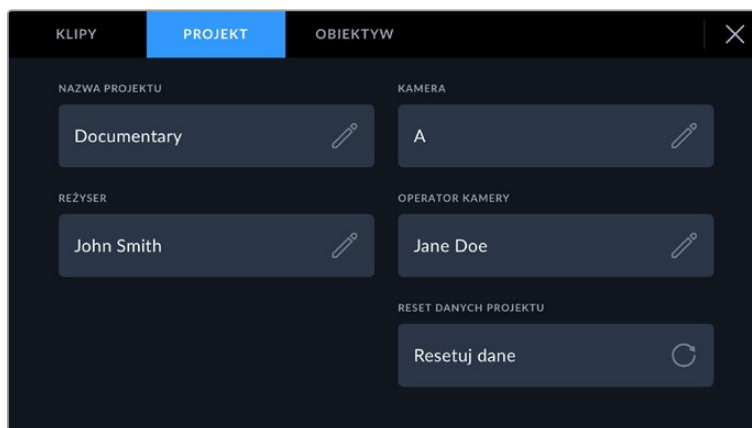 KLIPY PROJEKT OBIEKTYW
NAZWA PROJEKTU KAMERA
Documentary A
REŻYSER OPERATOR KAMERY
John Smith Jane Doe
RESET DANYCH PROJEKTU
Resetuj dane